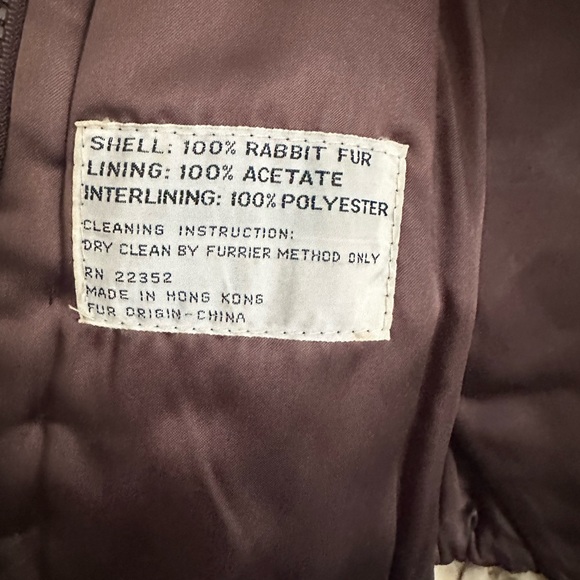 SHELL: 100% RABBIT FUR
LINING: 100% ACETATE
INTERLINING: 100% POLYESTER
CLEANING INSTRUCTION:
DRY CLEAN BY FURRIER METHOD ONLY
RN 22352
MADE IN HONG KONG
FUR ORIGIN-CHINA